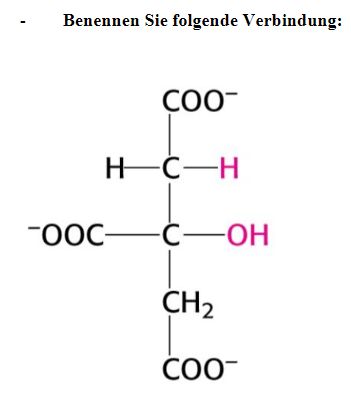 - Benennen Sie folgende Verbindung:
COO⁻
H—C—H
⁻OOC—C—OH
CH₂
COO⁻